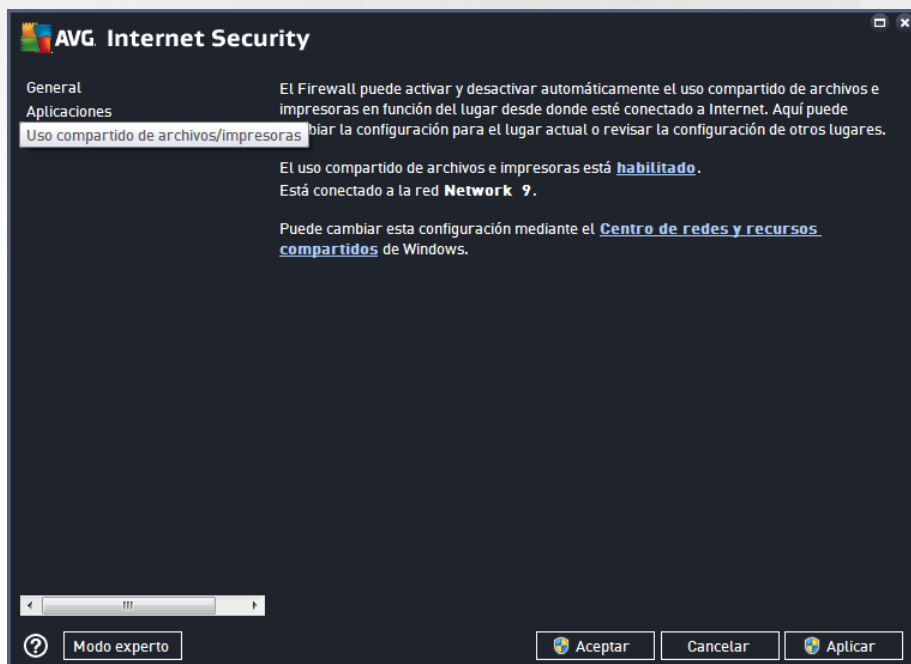 AVG. Internet Security
General
Aplicaciones
Uso compartido de archivos/impresoras
El Firewall puede activar y desactivar automáticamente el uso compartido de archivos e
impresoras en función del lugar desde donde esté conectado a Internet. Aquí puede
biar la configuración para el lugar actual o revisar la configuración de otros lugares.
El uso compartido de archivos e impresoras está habilitado.
Está conectado a la red Network 9.
Puede cambiar esta configuración mediante el Centro de redes y recursos
compartidos de Windows.
? Modo experto
Aceptar
Cancelar
Aplicar